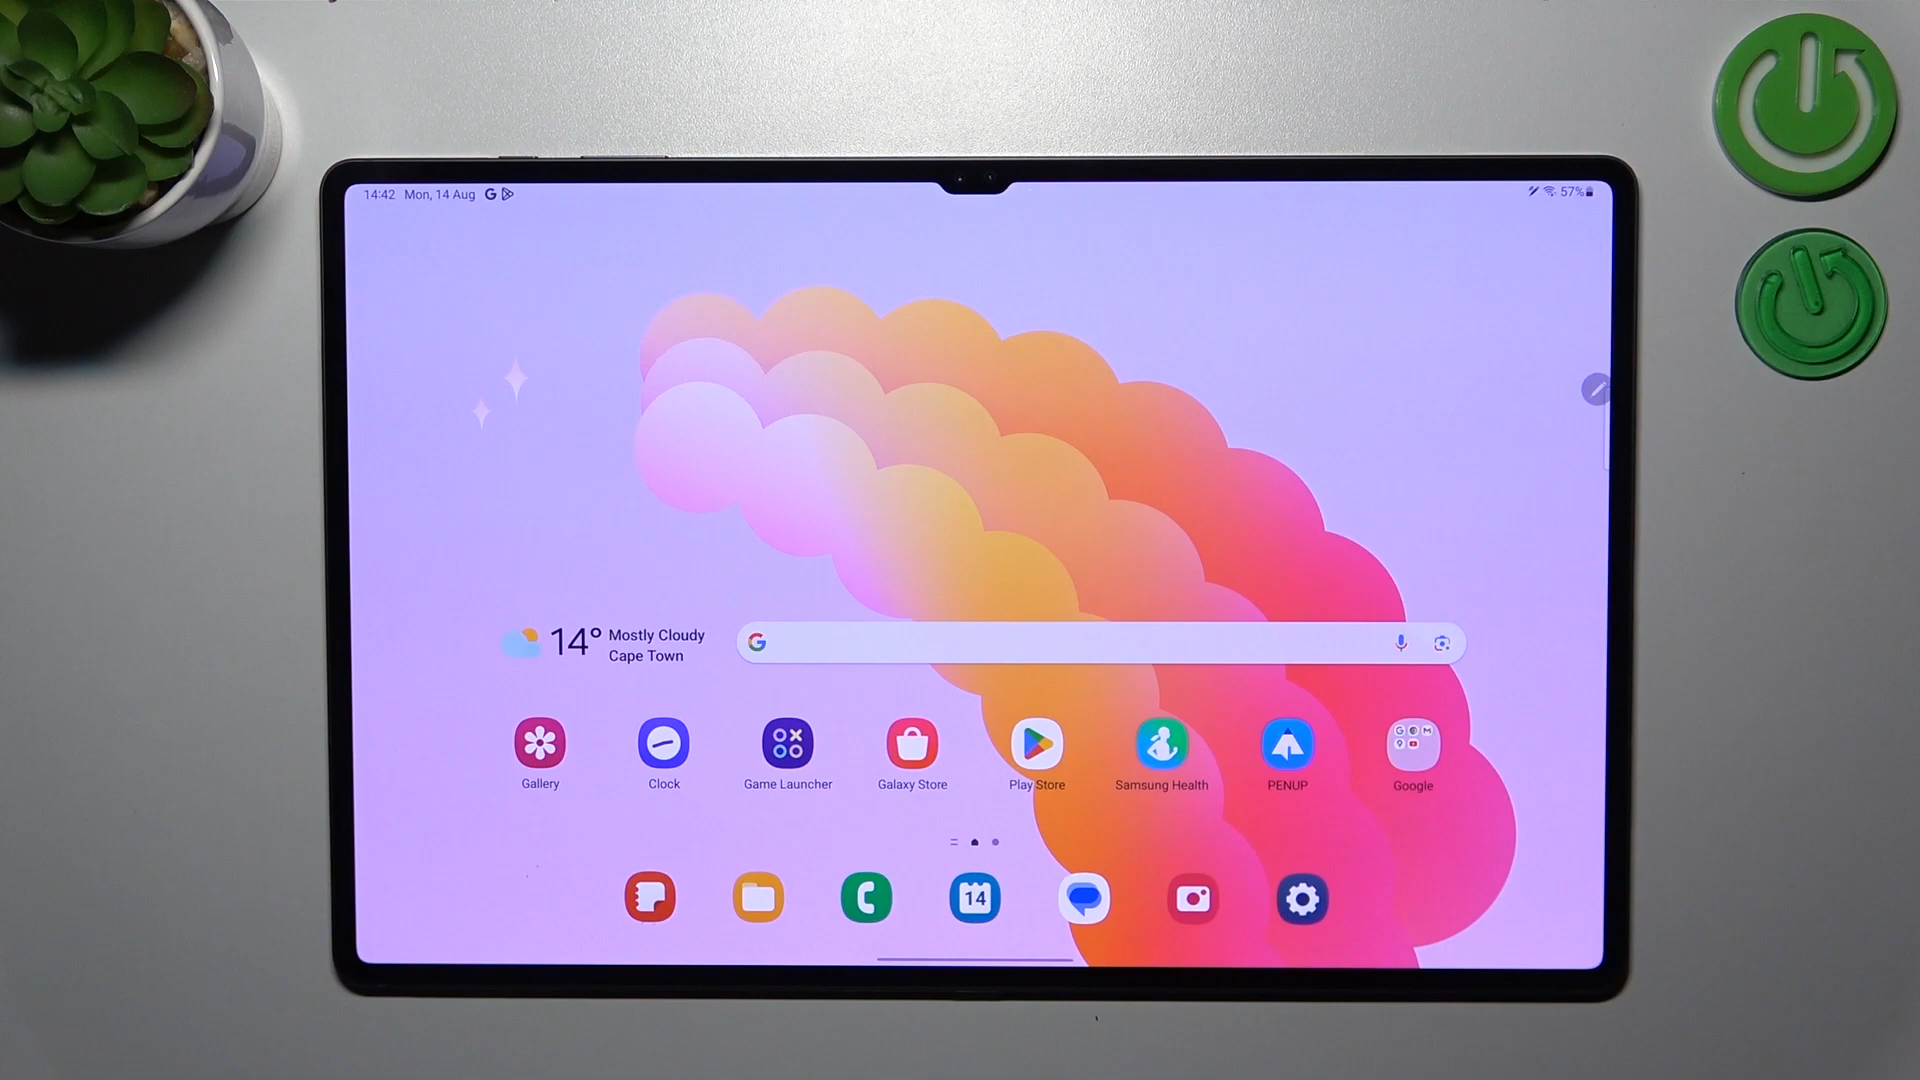 14:42 Mon, 14 Aug G
57%
14° Mostly Cloudy
Cape Town
G
Gallery Clock Game Launcher Galaxy Store Play Store Samsung Health PENUP Google
14